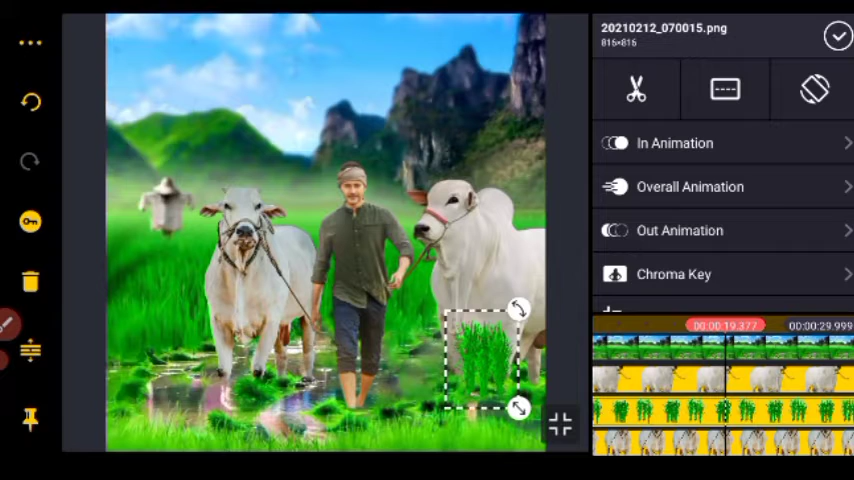 20210212_070015.png
816×816
In Animation
Overall Animation
Out Animation
Chroma Key
00:00:19.377
00:00:29.999